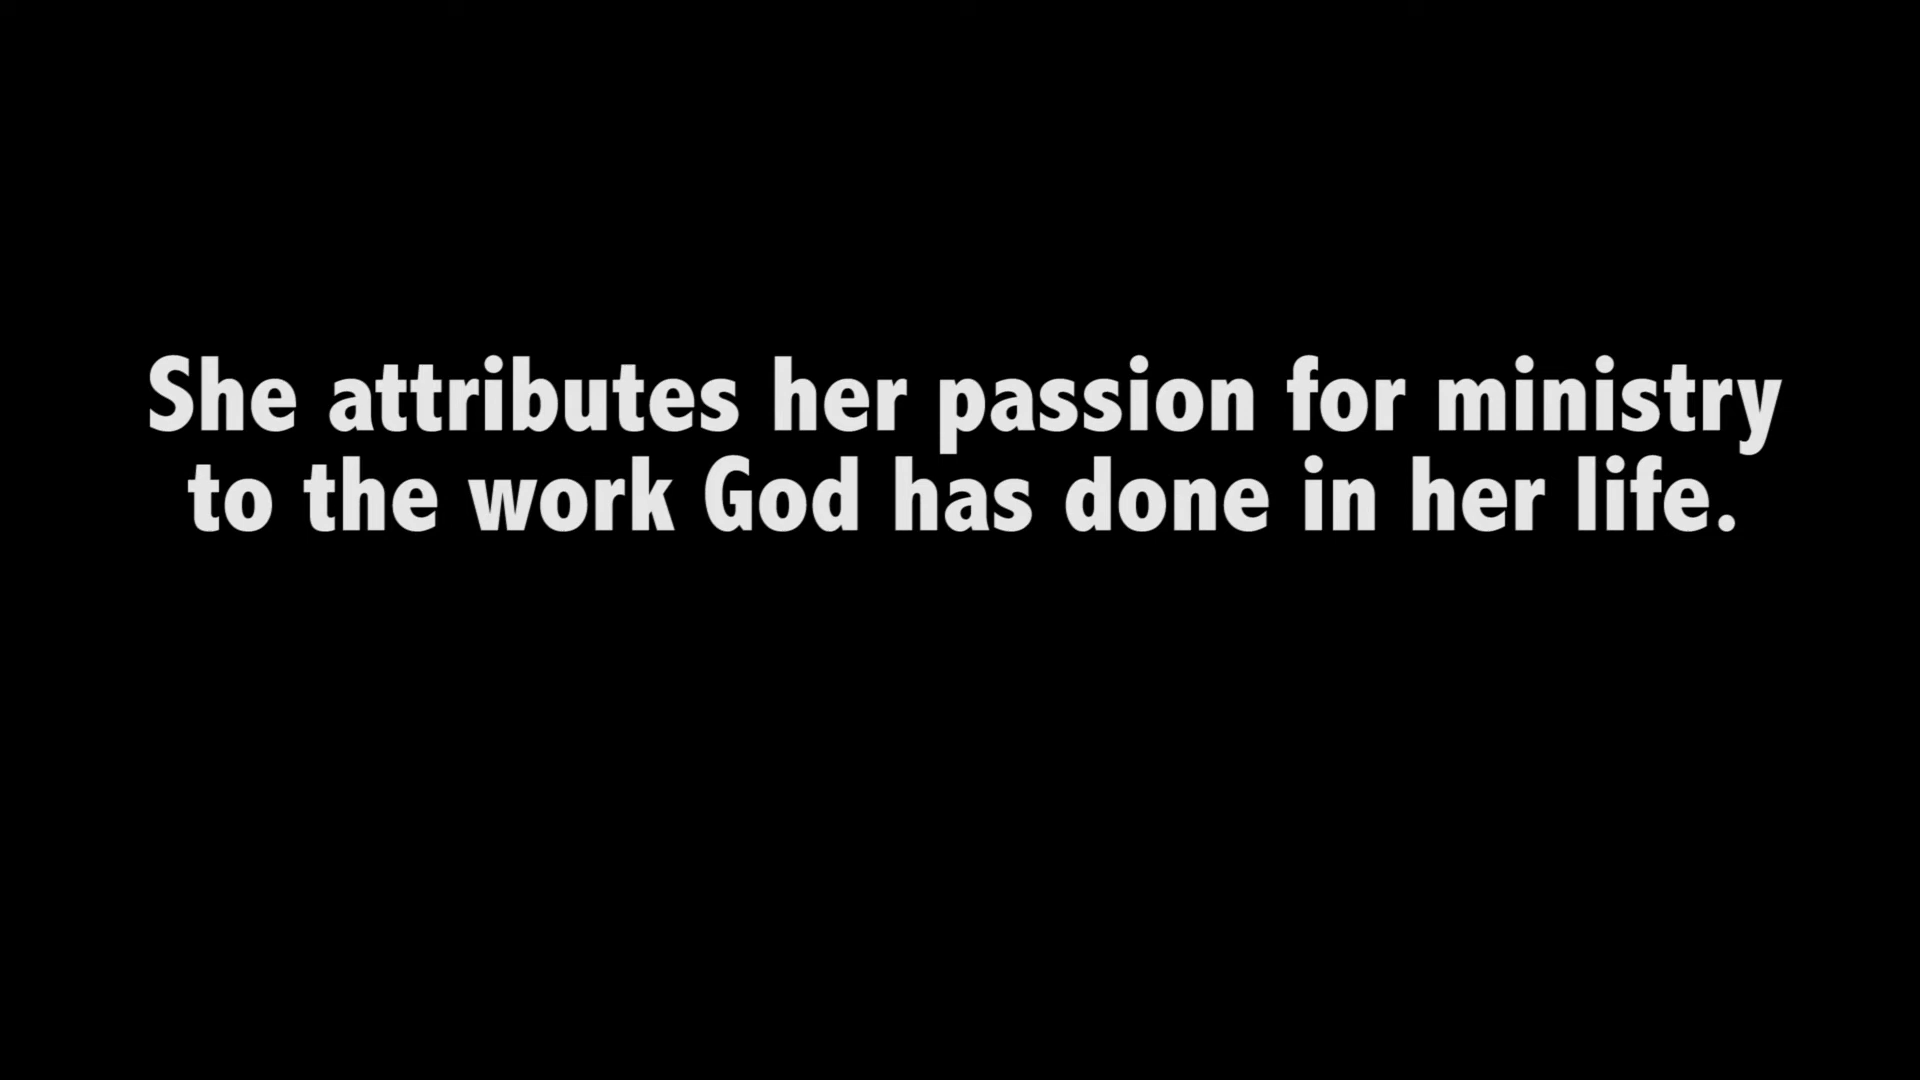 She attributes her passion for ministry
to the work God has done in her life.